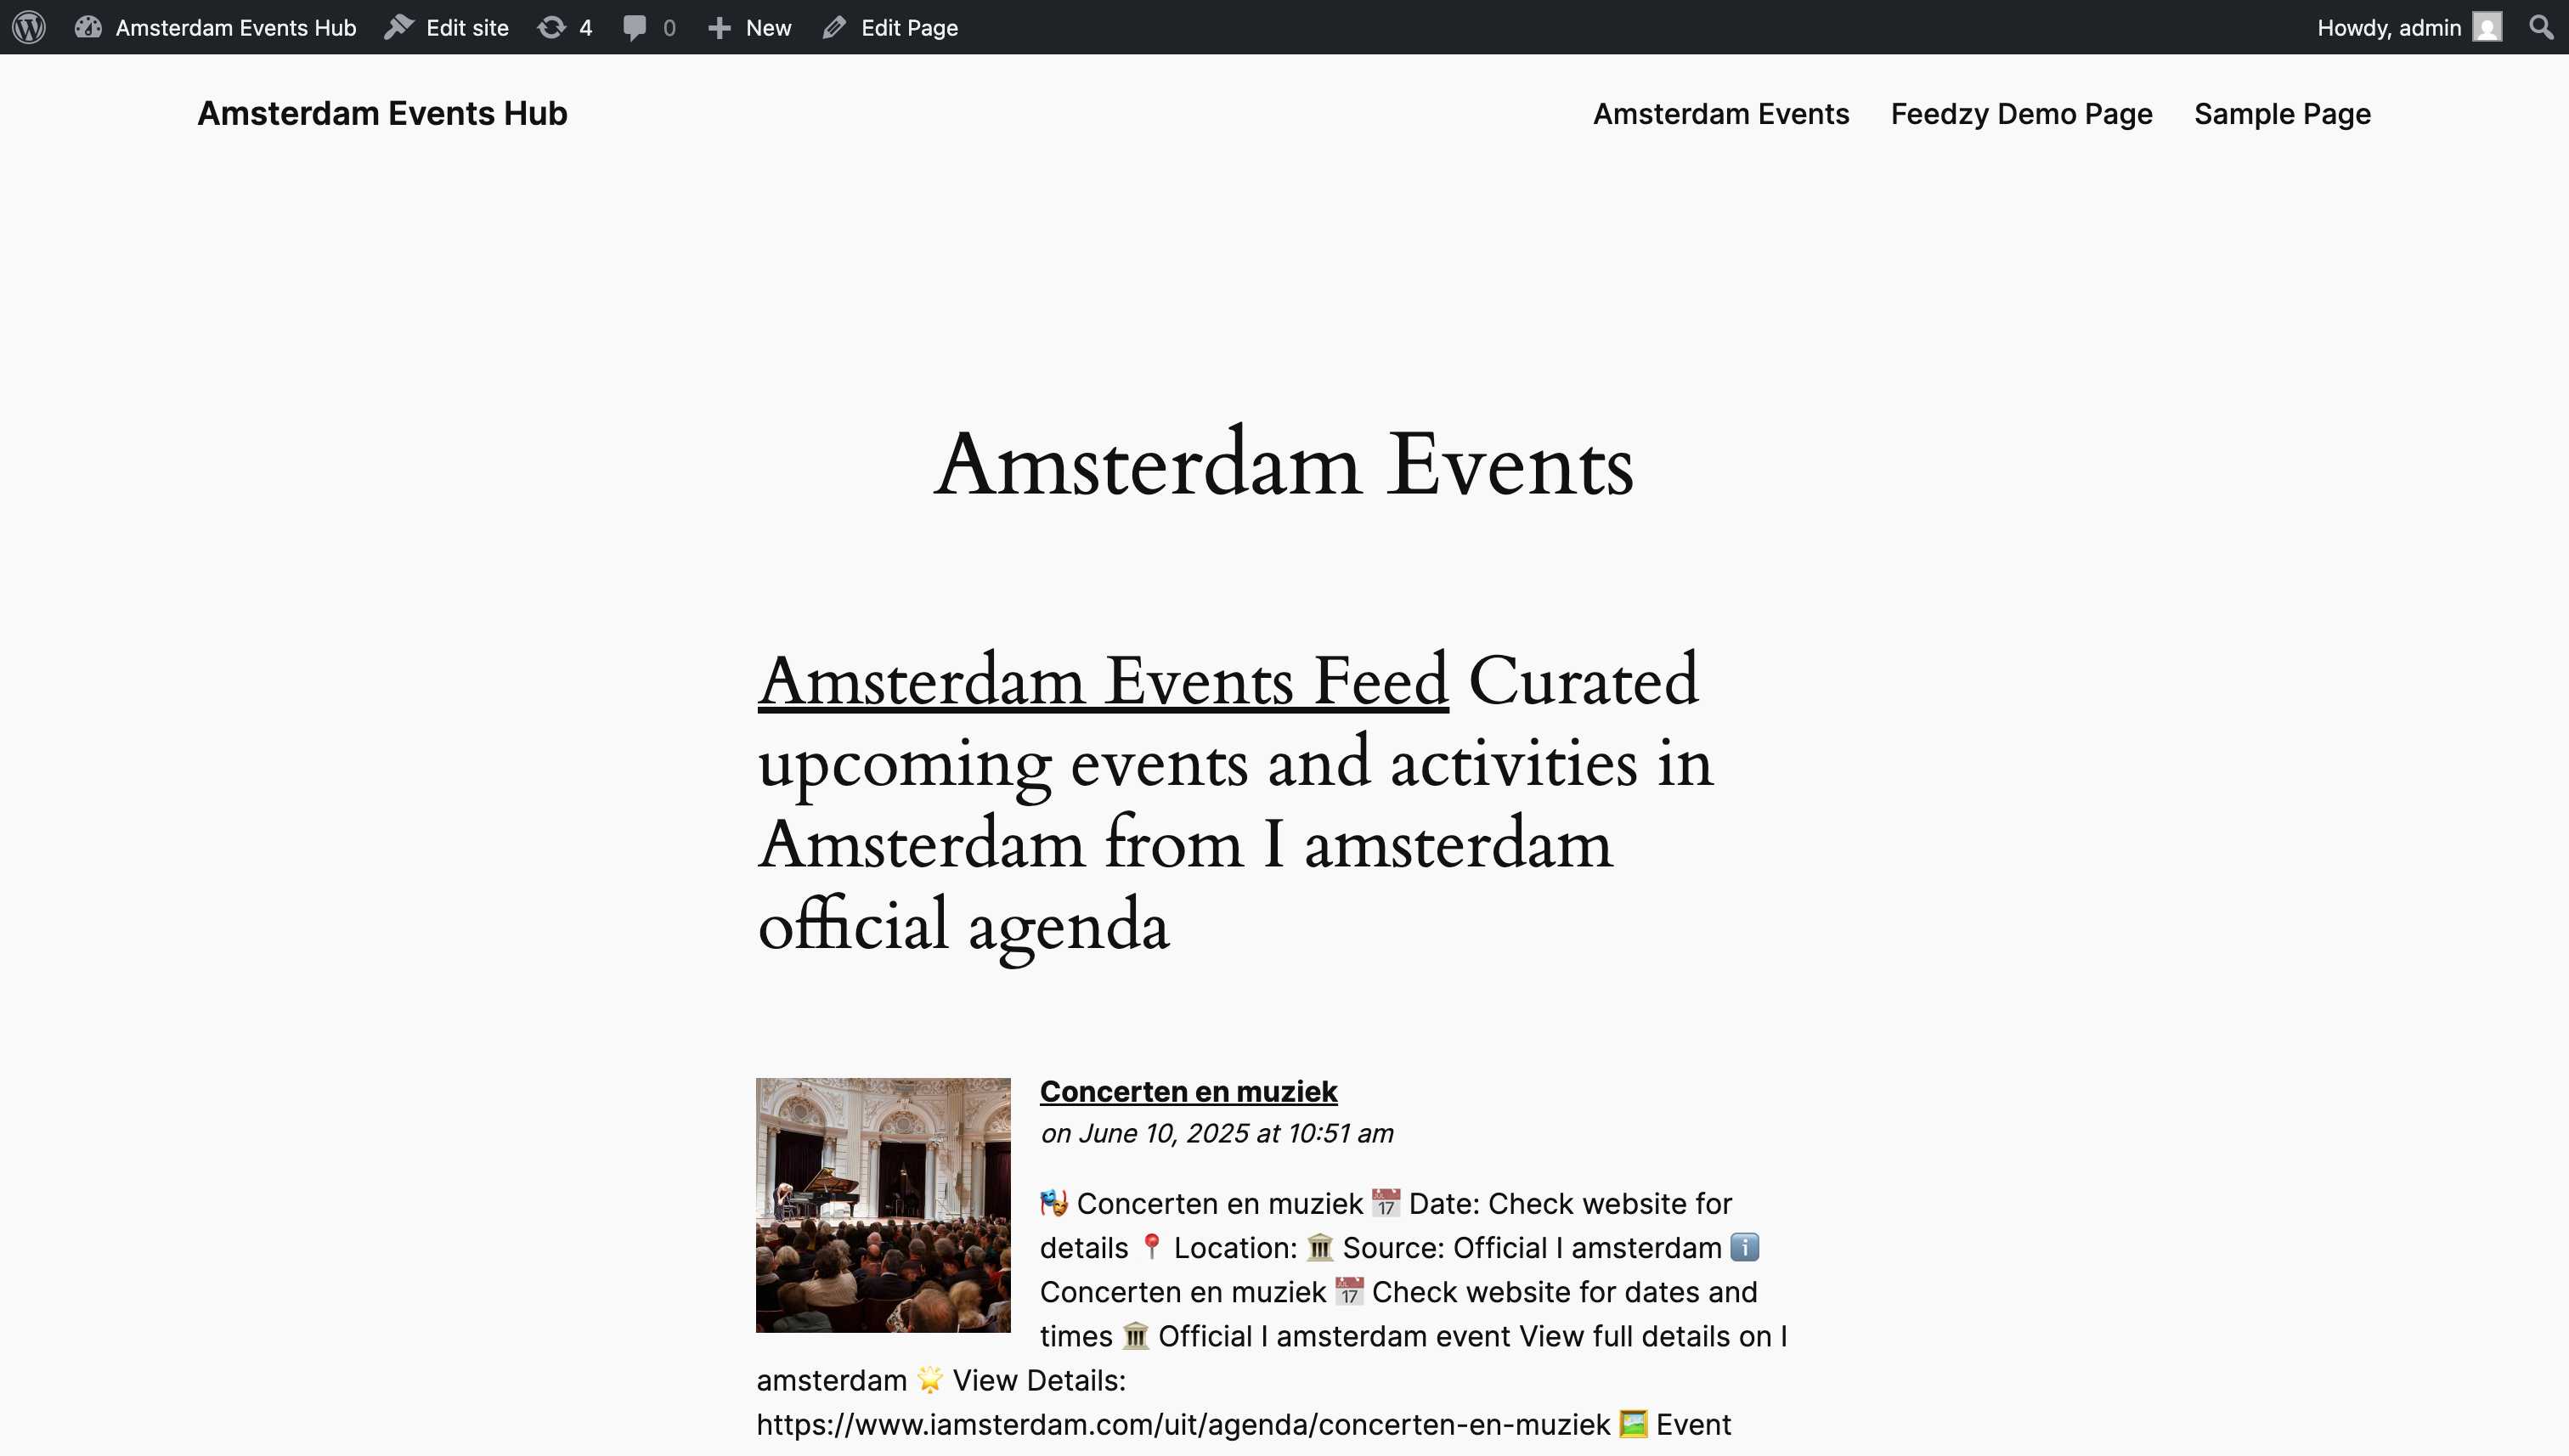 Amsterdam Events Hub Edit site 4 0 New Edit Page Howdy, admin
Amsterdam Events Hub Amsterdam Events Feedzy Demo Page Sample Page
Amsterdam Events
Amsterdam Events Feed Curated
upcoming events and activities in
Amsterdam from I amsterdam
official agenda
Concerten en muziek
on June 10, 2025 at 10:51 am
🎭 Concerten en muziek 📅 Date: Check website for
details 📍 Location: 🏛️ Source: Official I amsterdam ℹ️
Concerten en muziek 📅 Check website for dates and
times 🏛️ Official I amsterdam event View full details on I
amsterdam 🌟 View Details:
https://www.iamsterdam.com/uit/agenda/concerten-en-muziek 🖼️ Event